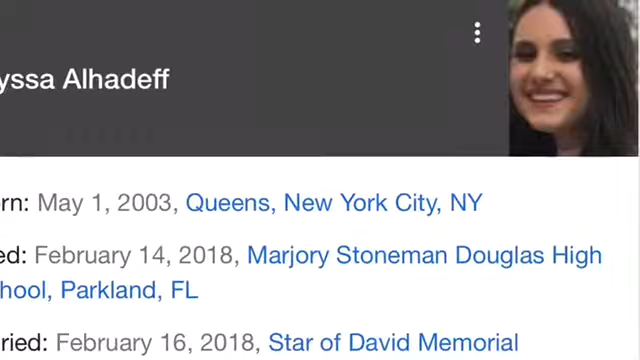 yssa Alhadeff
rn: May 1, 2003, Queens, New York City, NY
ed: February 14, 2018, Marjory Stoneman Douglas High
hool, Parkland, FL
ried: February 16, 2018, Star of David Memorial